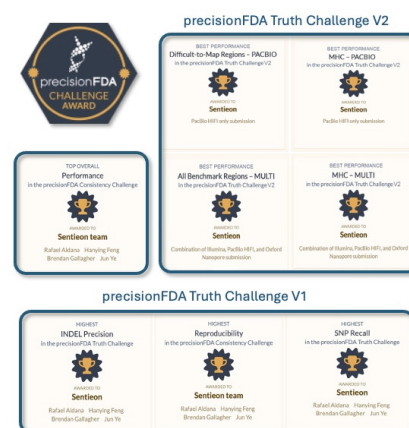 precisionFDA Truth Challenge V2
precisionFDA
CHALLENGE
AWARD
BEST PERFORMANCE
Difficult-to-Map Regions – PACBIO
in the precisionFDA Truth Challenge V2
AWARDED TO
Sentieon
PacBio HiFi only submission
BEST PERFORMANCE
MHC – PACBIO
in the precisionFDA Truth Challenge V2
AWARDED TO
Sentieon
PacBio HiFi only submission
TOP OVERALL
Performance
in the precisionFDA Consistency Challenge
AWARDED TO
Sentieon team
Rafael Aldana Hanying Feng
Brendan Gallagher Jun Ye
BEST PERFORMANCE
All Benchmark Regions – MULTI
in the precisionFDA Truth Challenge V2
AWARDED TO
Sentieon
Combination of Illumina, PacBio HiFi, and Oxford
Nanopore submission
BEST PERFORMANCE
MHC – MULTI
in the precisionFDA Truth Challenge V2
AWARDED TO
Sentieon
Combination of Illumina, PacBio HiFi, and Oxford
Nanopore submission
precisionFDA Truth Challenge V1
HIGHEST
INDEL Precision
in the precisionFDA Truth Challenge
AWARDED TO
Sentieon
Rafael Aldana Hanying Feng
Brendan Gallagher Jun Ye
HIGHEST
Reproducibility
in the precisionFDA Consistency Challenge
AWARDED TO
Sentieon team
Rafael Aldana Hanying Feng
Brendan Gallagher Jun Ye
HIGHEST
SNP Recall
in the precisionFDA Truth Challenge
AWARDED TO
Sentieon
Rafael Aldana Hanying Feng
Brendan Gallagher Jun Ye